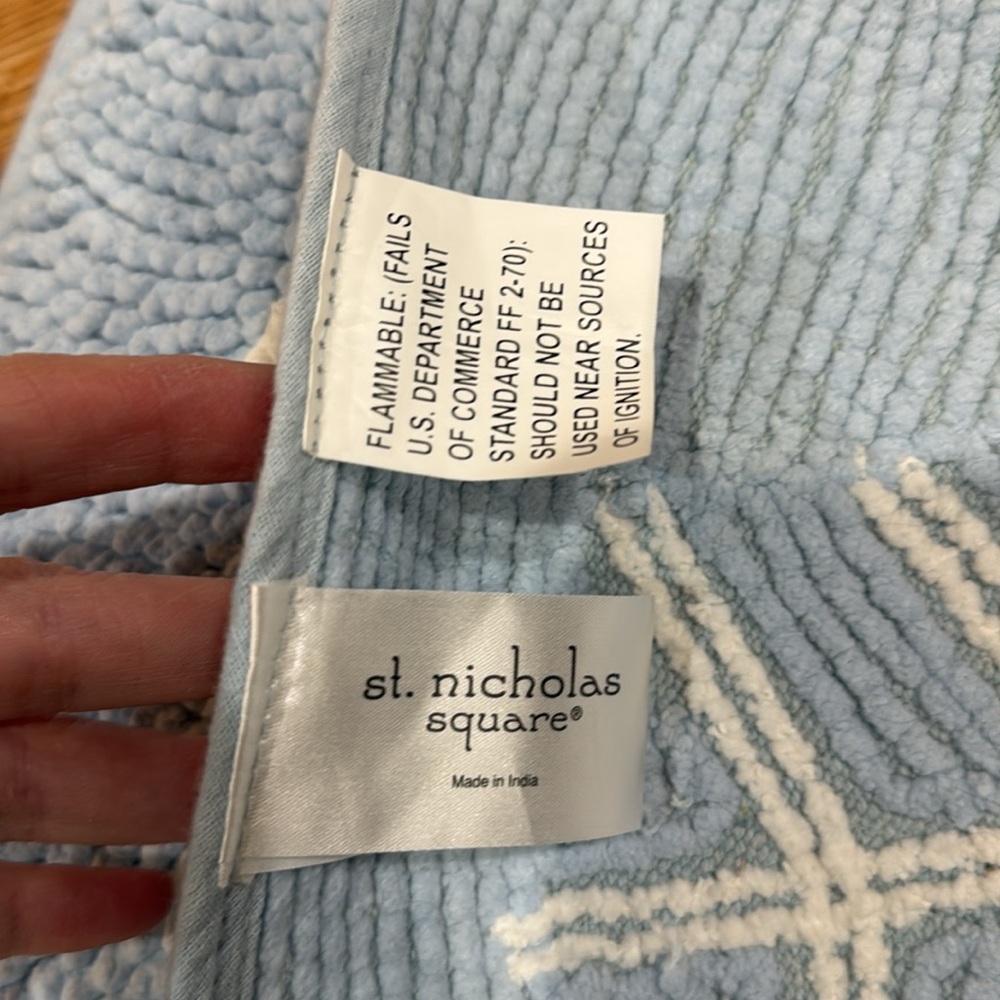 FLAMMABLE: (FAILS
U.S. DEPARTMENT
OF COMMERCE
STANDARD FF 2-70):
SHOULD NOT BE
USED NEAR SOURCES
OF IGNITION.
st. nicholas
square®
Made in India